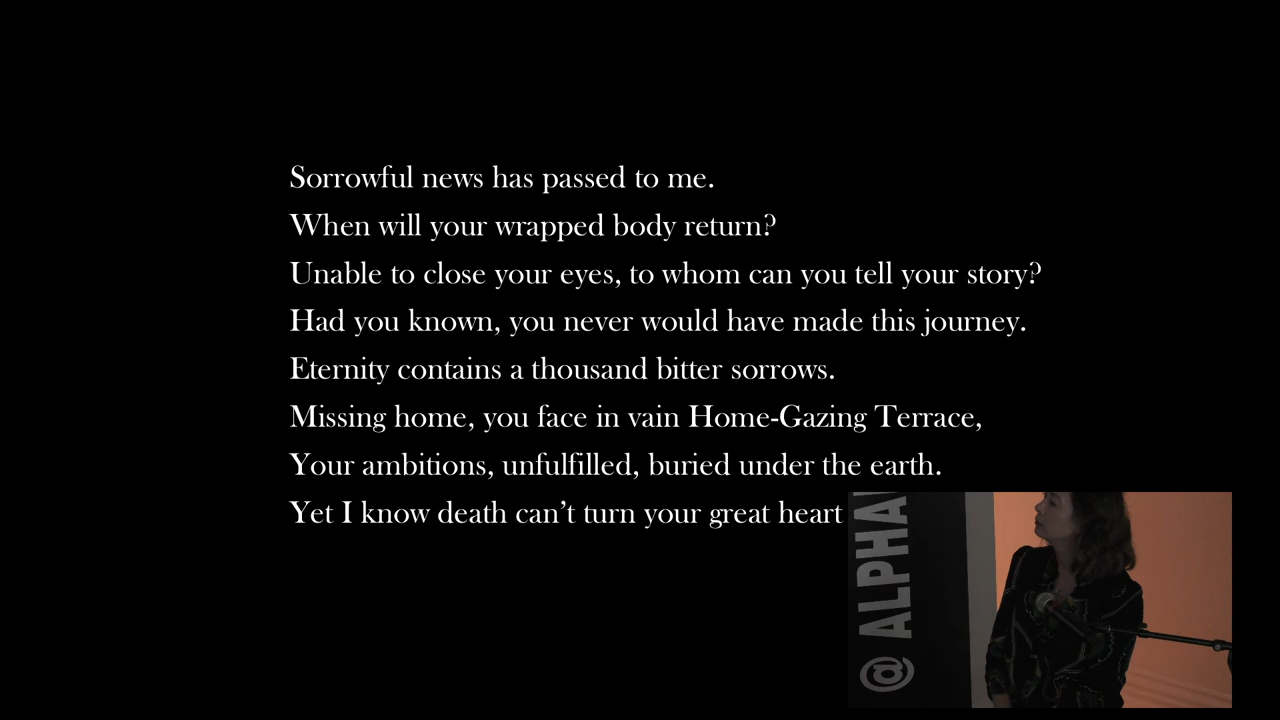 Sorrowful news has passed to me.
When will your wrapped body return?
Unable to close your eyes, to whom can you tell your story?
Had you known, you never would have made this journey.
Eternity contains a thousand bitter sorrows.
Missing home, you face in vain Home-Gazing Terrace,
Your ambitions, unfulfilled, buried under the earth.
Yet I know death can’t turn your great heart
@ ALPHA